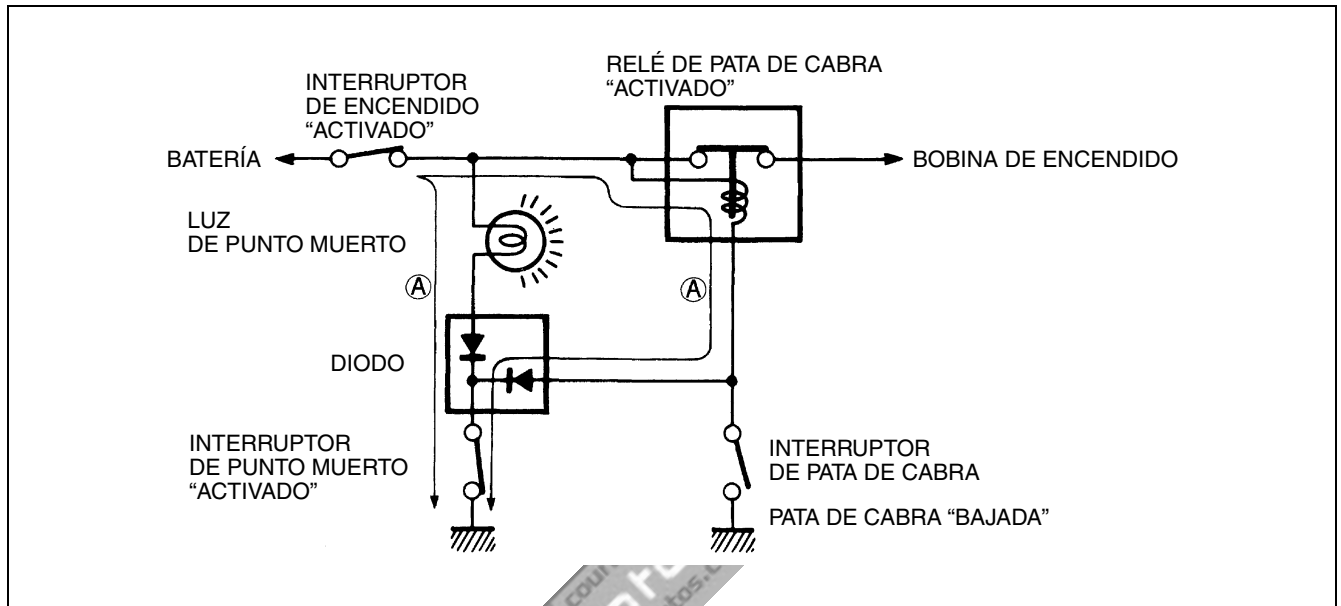 INTERRUPTOR
DE ENCENDIDO
“ACTIVADO”
RELÉ DE PATA DE CABRA
“ACTIVADO”
BATERÍA
BOBINA DE ENCENDIDO
LUZ
DE PUNTO MUERTO
A
A
DIODO
INTERRUPTOR
DE PUNTO MUERTO
“ACTIVADO”
INTERRUPTOR
DE PATA DE CABRA
PATA DE CABRA “BAJADA”